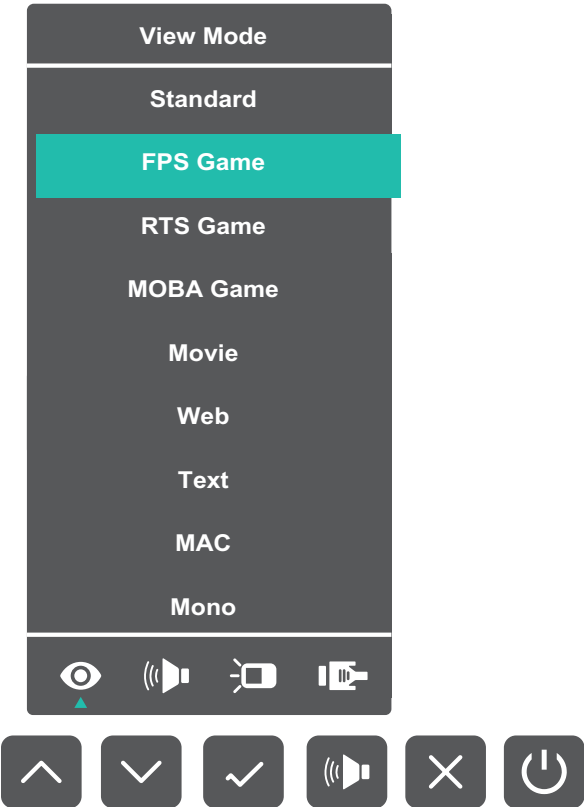 View Mode
Standard
FPS Game
RTS Game
MOBA Game
Movie
Web
Text
MAC
Mono